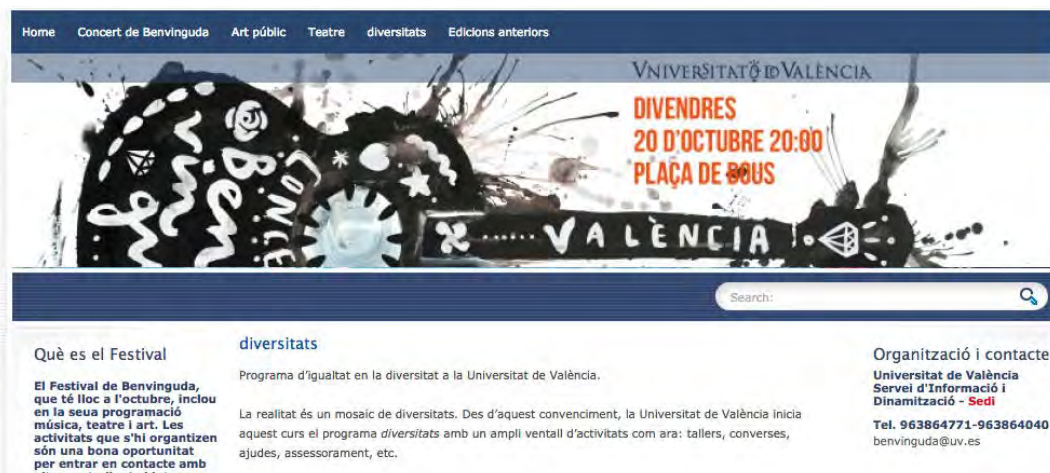 Home Concert de Benvinguda Art públic Teatre diversitats Edicions anteriors
VNIVERSITATÖIDVALÈNCIA
DIVENDRES
20 D'OCTUBRE 20:00
PLAÇA DE BOUS
Ben
vin
gu
CONCE
VALÈNCIA
Search:
Què es el Festival
El Festival de Benvinguda,
que té lloc a l'octubre, inclou
en la seua programació
música, teatre i art. Les
activitats que s'hi organitzen
són una bona oportunitat
per entrar en contacte amb
diversitats
Programa d'igualtat en la diversitat a la Universitat de València.
La realitat és un mosaic de diversitats. Des d'aquest convenciment, la Universitat de València inicia
aquest curs el programa diversitats amb un ampli ventall d'activitats com ara: tallers, converses,
ajudes, assessorament, etc.
Organització i contacte
Universitat de València
Servei d'Informació i
Dinamització - Sedi
Tel. 963864771-963864040
benvinguda@uv.es